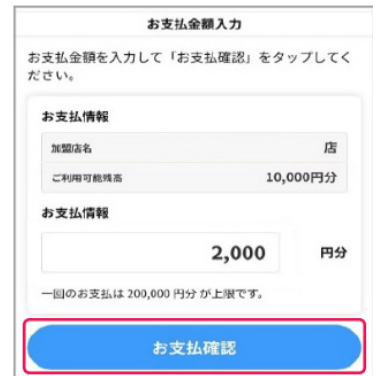 お支払金額入力
お支払金額を入力して「お支払確認」をタップしてく
ださい。
お支払情報
加盟店名 店
ご利用可能残高 10,000円分
お支払情報
2,000 円分
一回のお支払は 200,000 円分 が上限です。
お支払確認